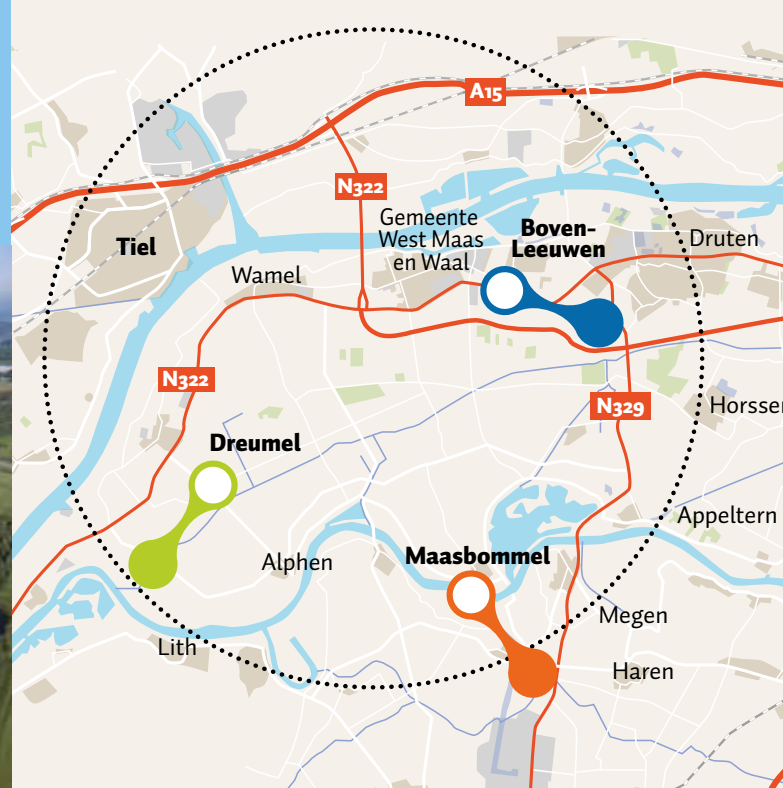 A15
N322
Gemeente
West Maas
en Waal
Boven-
Leeuwen
Druten
Tiel
Wamel
N322
N329
Dreumel
Appeltern
Alphen
Maasbommel
Megen
Lith
Haren